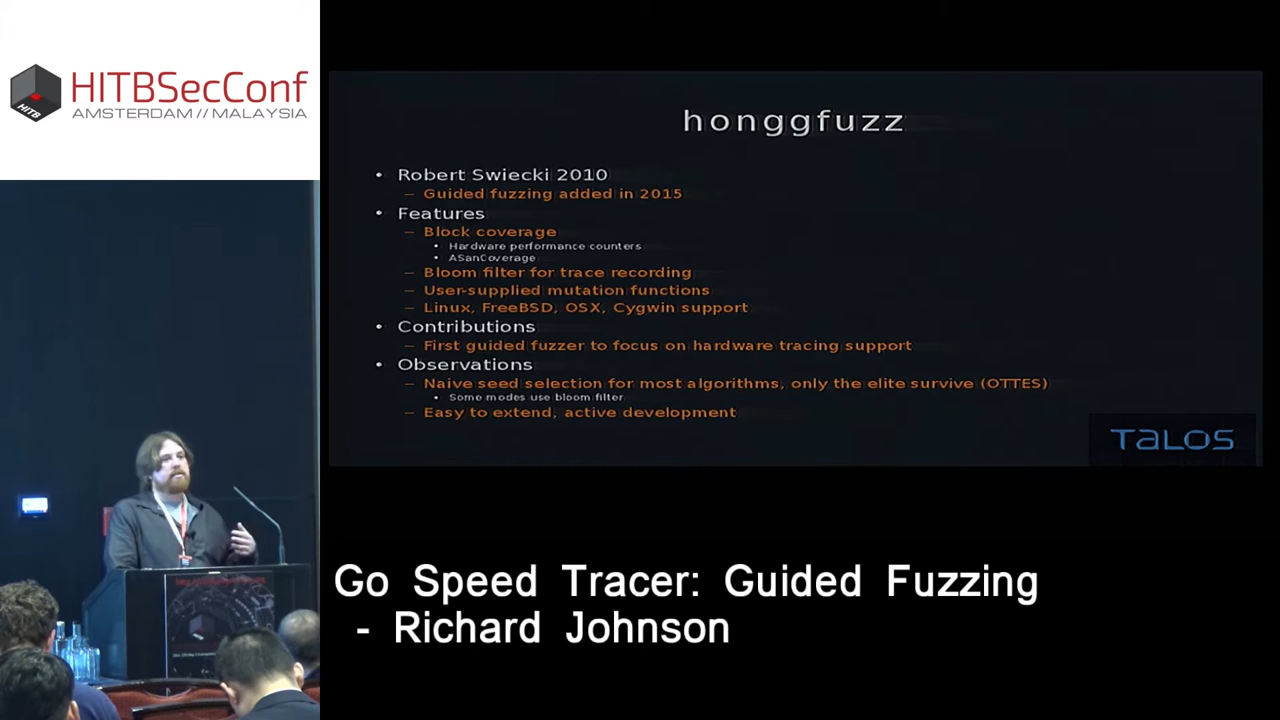 HITBSecConf
AMSTERDAM // MALAYSIA
HITB
honggfuzz
• Robert Swiecki 2010
– Guided fuzzing added in 2015
• Features
– Block coverage
• Hardware performance counters
• ASanCoverage
– Bloom filter for trace recording
– User-supplied mutation functions
– Linux, FreeBSD, OSX, Cygwin support
• Contributions
– First guided fuzzer to focus on hardware tracing support
• Observations
– Naive seed selection for most algorithms, only the elite survive (OTTES)
• Some modes use bloom filter
– Easy to extend, active development
TALOS
Go Speed Tracer: Guided Fuzzing
- Richard Johnson